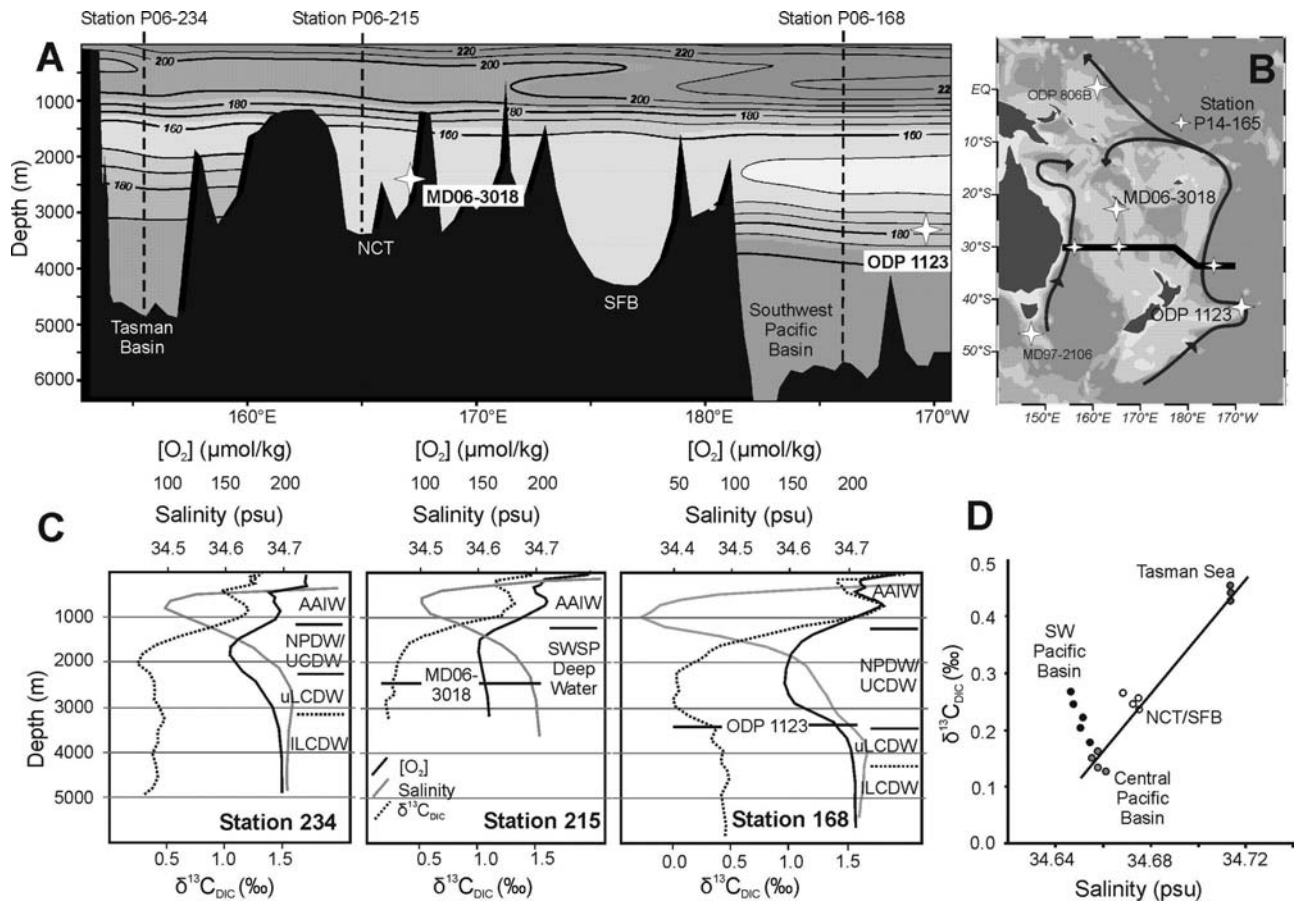 Station P06-234 Station P06-215 Station P06-168
A
220
200
200
220
200
220
1000 180 180 180
160 160 160
2000
180
3000
180
4000
5000
6000
Depth (m)
MD06-3018
ODP 1123
NCT
SFB
Tasman
Basin
Southwest
Pacific
Basin
160°E 170°E 180°E 170°W
B
EQ
10°S
20°S
30°S
40°S
50°S
ODP 806B
Station
P14-165
MD06-3018
ODP 1123
MD97-2106
150°E 160°E 170°E 180°E 170°W
C
[O₂] (µmol/kg) [O₂] (µmol/kg) [O₂] (µmol/kg)
100 150 200 100 150 200 50 100 150 200
Salinity (psu) Salinity (psu) Salinity (psu)
34.5 34.6 34.7 34.5 34.6 34.7 34.4 34.5 34.6 34.7
Depth (m)
1000
2000
3000
4000
5000
AAIW
NPDW/
UCDW
uLCDW
lLCDW
Station 234
0.5 1.0 1.5
δ¹³C_DIC (‰)
AAIW
SWSP
Deep
Water
MD06-
3018
[O₂]
Salinity
δ¹³C_DIC
Station 215
0.5 1.0 1.5
δ¹³C_DIC (‰)
AAIW
NPDW/
UCDW
ODP 1123
uLCDW
lLCDW
Station 168
0.0 0.5 1.0 1.5
δ¹³C_DIC (‰)
D
δ¹³C_DIC (‰)
0.5
0.4
0.3
0.2
0.1
0.0
Tasman Sea
SW
Pacific
Basin
NCT/SFB
Central
Pacific
Basin
34.64 34.68 34.72
Salinity (psu)